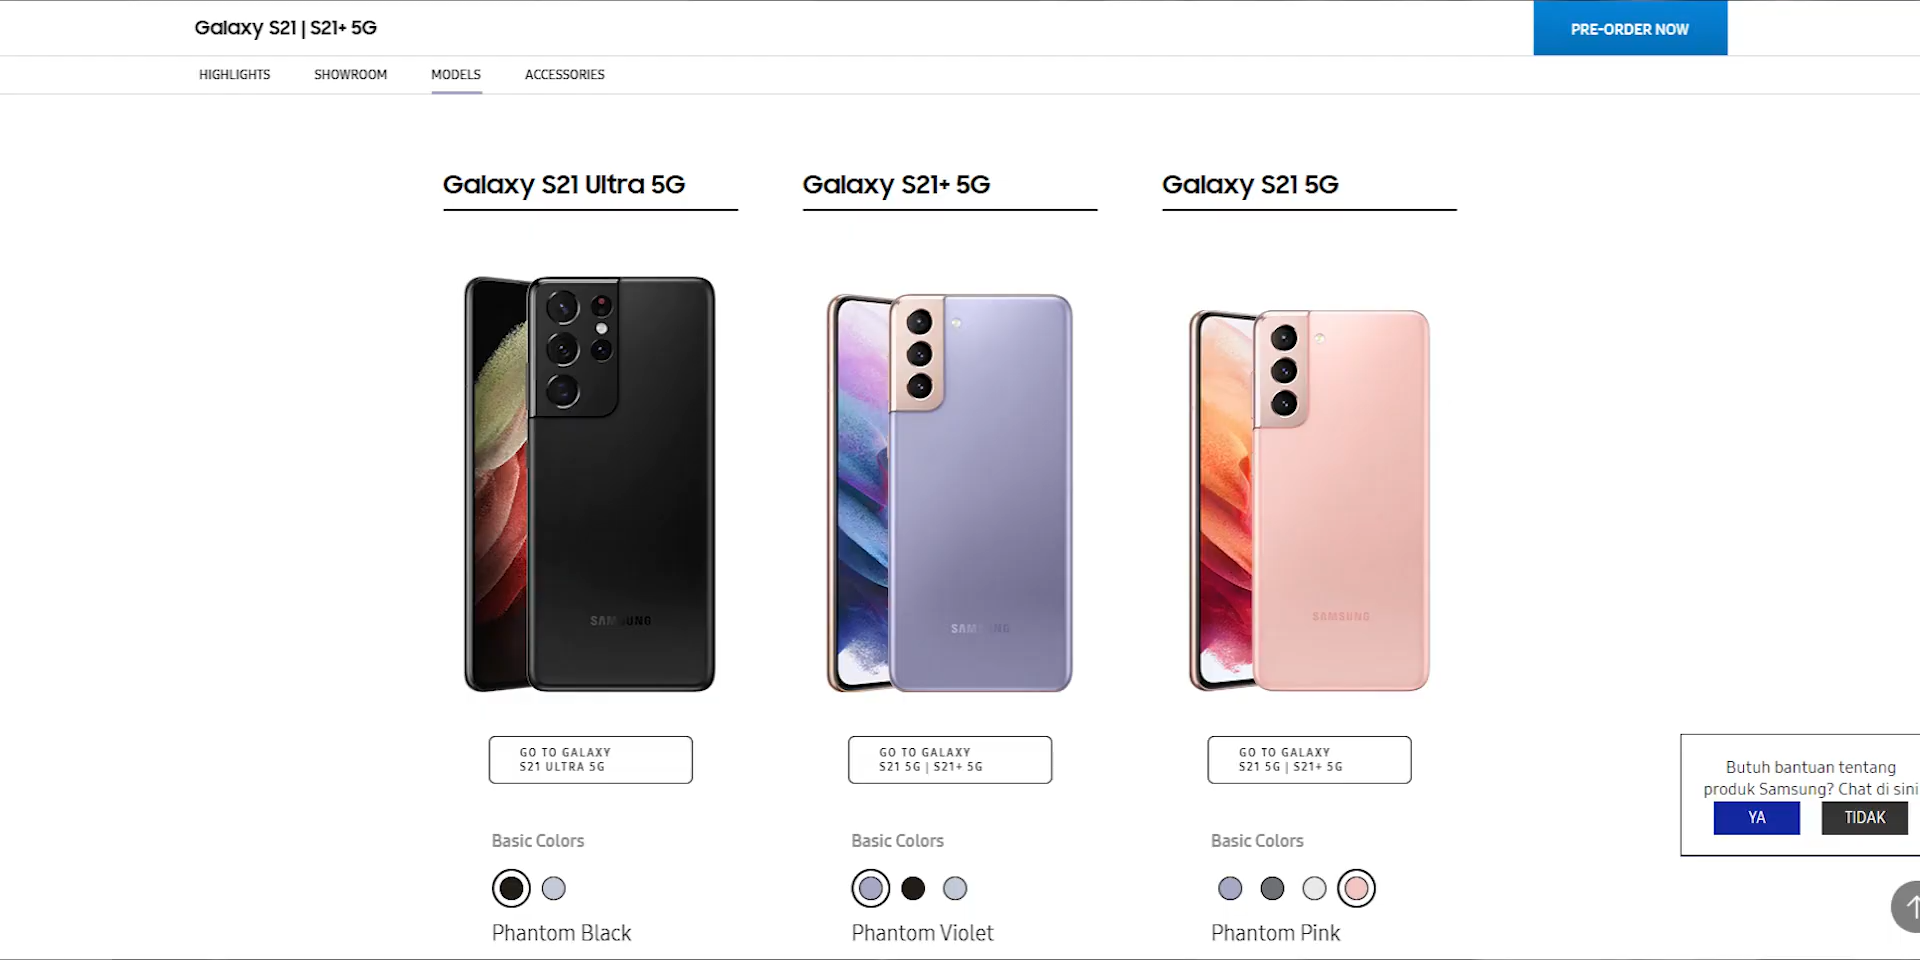 Galaxy S21 | S21+ 5G
PRE-ORDER NOW
HIGHLIGHTS
SHOWROOM
MODELS
ACCESSORIES
Galaxy S21 Ultra 5G
Galaxy S21+ 5G
Galaxy S21 5G
SAMSUNG
SAMSUNG
SAMSUNG
GO TO GALAXY
S21 ULTRA 5G
GO TO GALAXY
S21 5G | S21+ 5G
GO TO GALAXY
S21 5G | S21+ 5G
Butuh bantuan tentang
produk Samsung? Chat di sini
YA
TIDAK
Basic Colors
Basic Colors
Basic Colors
Phantom Black
Phantom Violet
Phantom Pink